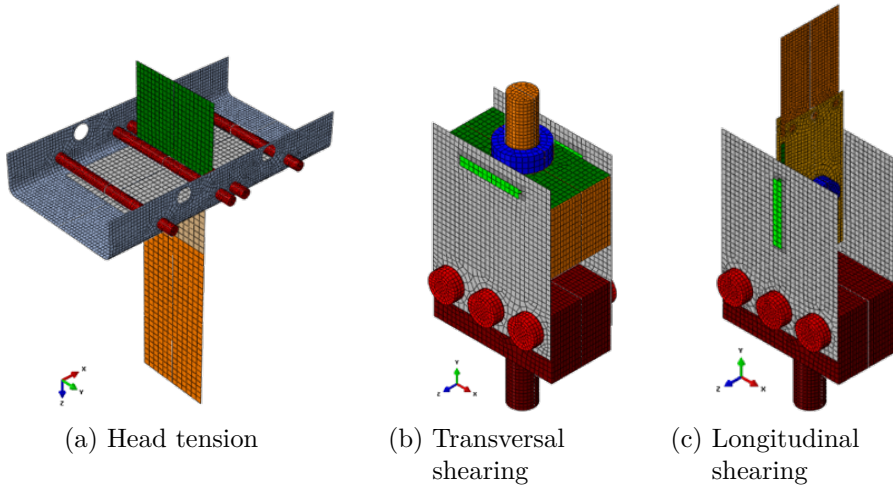 X
Y
Z
Y
Z
X
Y
Z
X
(a) Head tension
(b) Transversal
shearing
(c) Longitudinal
shearing